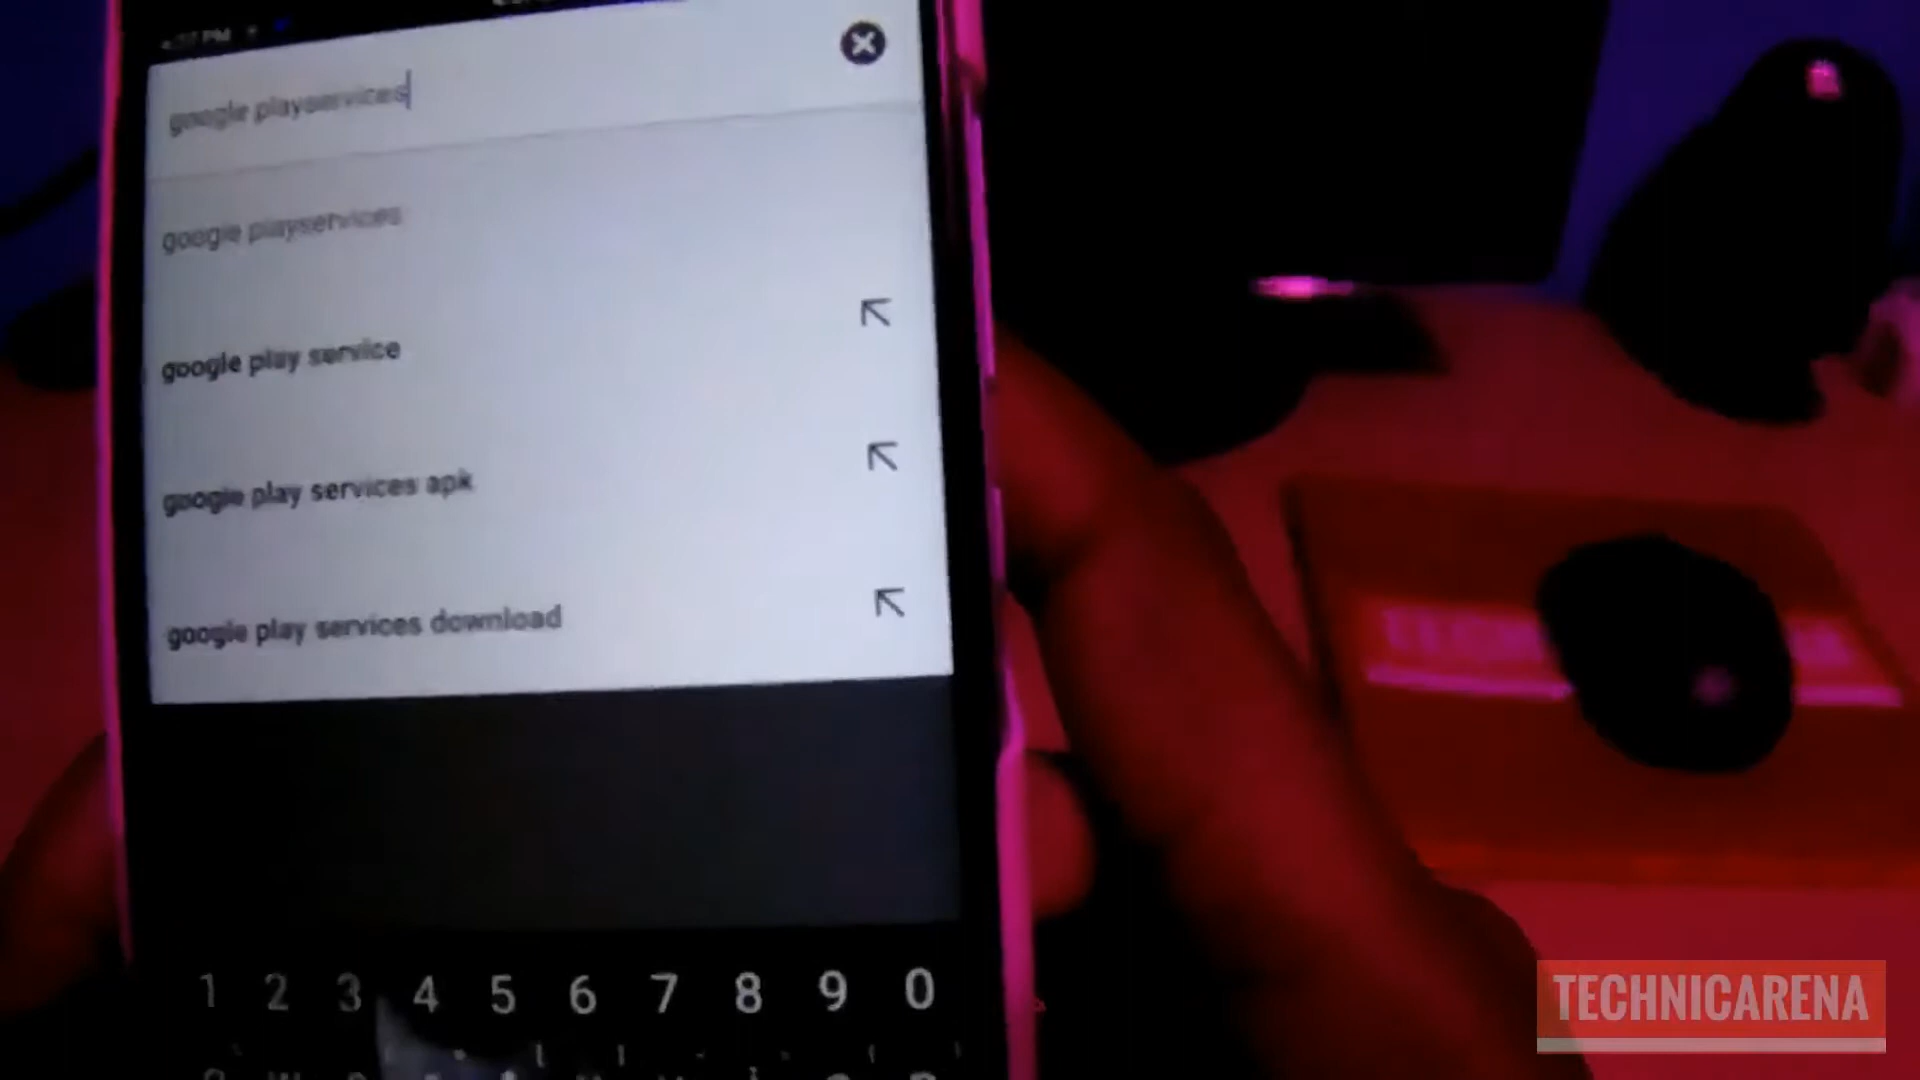 google playservices
google playservices
google play service
google play services apk
google play services download
1 2 3 4 5 6 7 8 9 0
TECHNICARENA